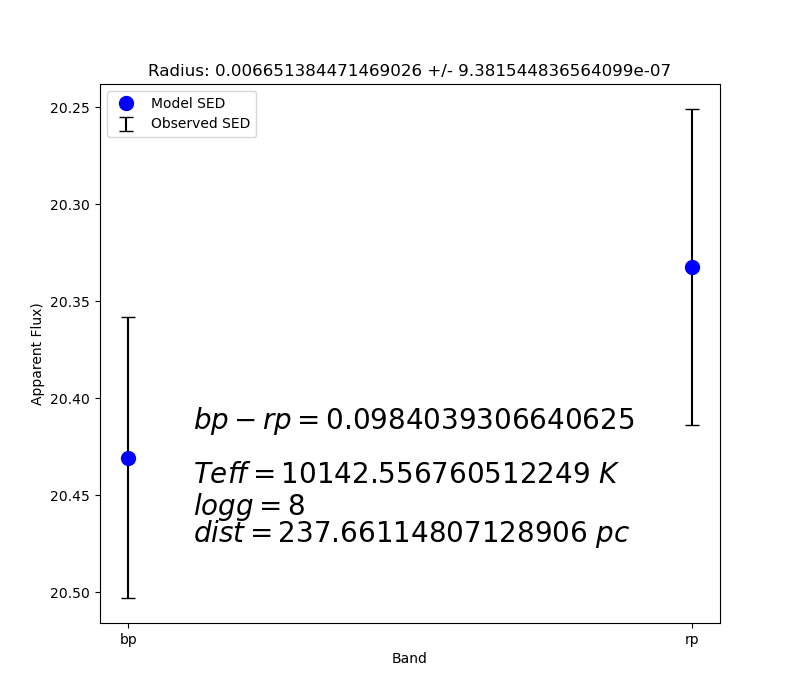 Radius: 0.006651384471469026 +/- 9.381544836564099e-07
Model SED
Observed SED
20.25
20.30
20.35
20.40
20.45
20.50
Apparent Flux)
bp − rp = 0.0984039306640625
Teff = 10142.556760512249 K
logg = 8
dist = 237.66114807128906 pc
bp
rp
Band